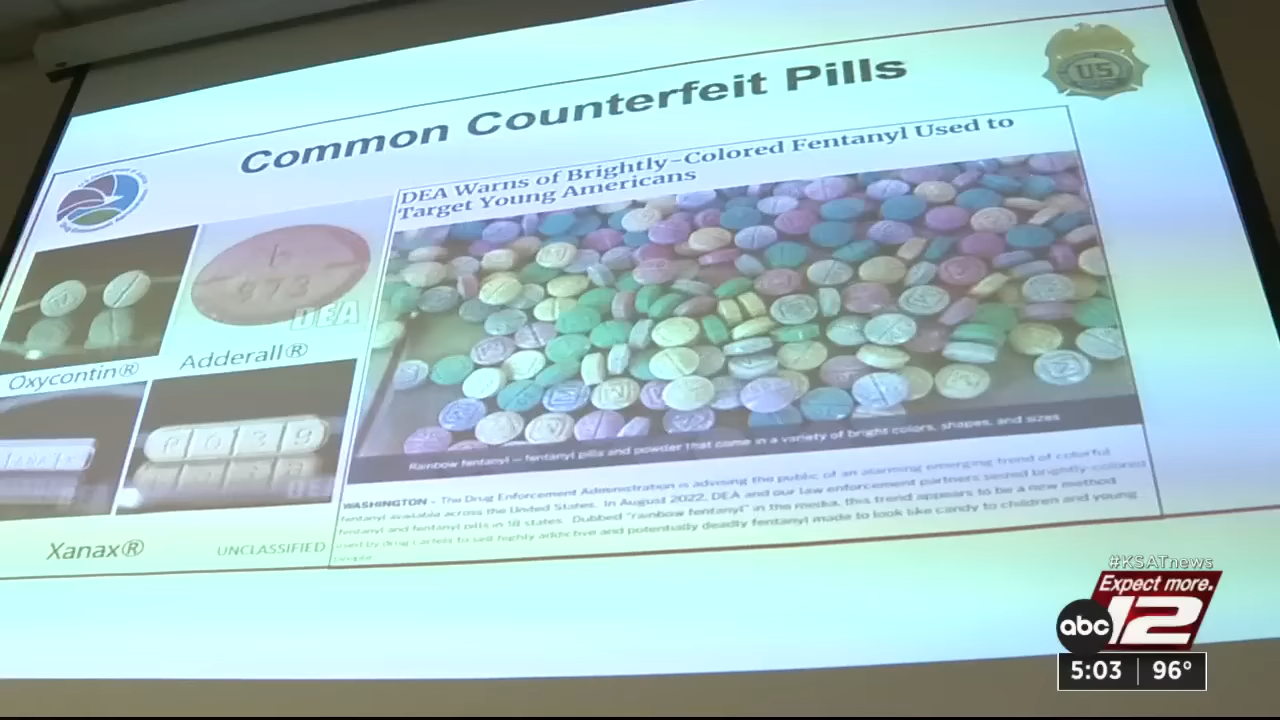 Common Counterfeit Pills
US
DEA Warns of Brightly-Colored Fentanyl Used to
Target Young Americans
b
973
DEA
Oxycontin®
Adderall®
R039
Xanax®
UNCLASSIFIED
Rainbow fentanyl — fentanyl pills and powder that come in a variety of bright colors, shapes, and sizes
WASHINGTON - The Drug Enforcement Administration is advising the public of an alarming emerging trend of colorful
fentanyl available across the United States. In August 2022, DEA and our law enforcement partners seized brightly-colored
fentanyl and fentanyl pills in 18 states. Dubbed "rainbow fentanyl" in the media, this trend appears to be a new method
used by drug cartels to sell highly addictive and potentially deadly fentanyl made to look like candy to children and young
people.
#KSATnews
Expect more.
abc 12
5:03 96°